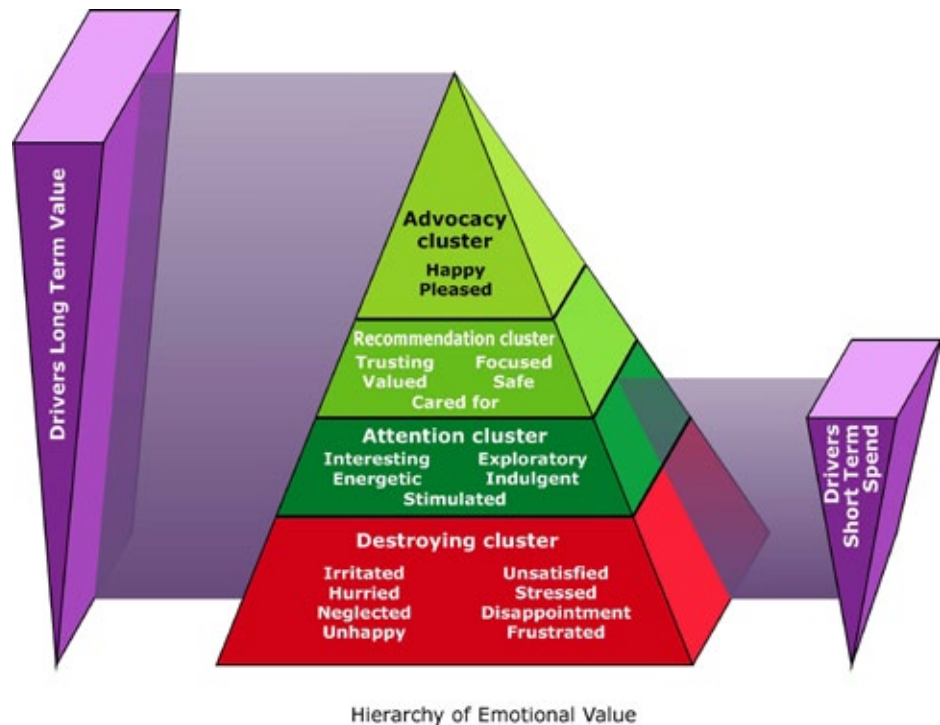 Drivers Long Term Value
Advocacy
cluster
Happy
Pleased
Recommendation cluster
Trusting Focused
Valued Safe
Cared for
Attention cluster
Interesting Exploratory
Energetic Indulgent
Stimulated
Destroying cluster
Irritated Unsatisfied
Hurried Stressed
Neglected Disappointment
Unhappy Frustrated
Drivers
Short Term
Spend
Hierarchy of Emotional Value